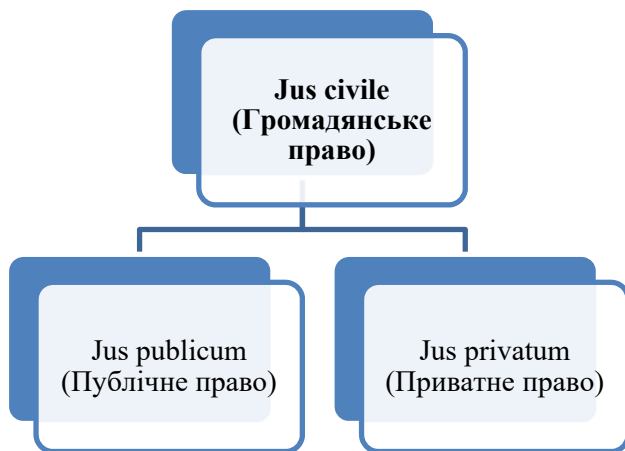 Jus civile
(Громадянське
право)
Jus publicum
(Публічне право)
Jus privatum
(Приватне право)